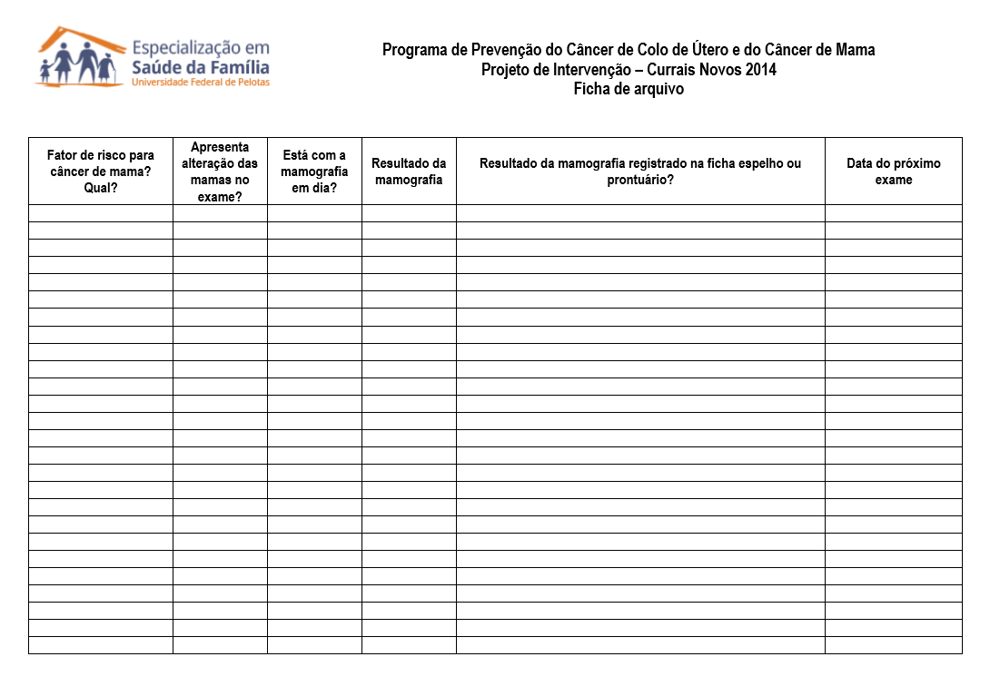 Especialização em
Saúde da Família
Universidade Federal de Pelotas
Programa de Prevenção do Câncer de Colo de Útero e do Câncer de Mama
Projeto de Intervenção – Currais Novos 2014
Ficha de arquivo
Fator de risco para
câncer de mama?
Qual?
Apresenta
alteração das
mamas no
exame?
Está com a
mamografia
em dia?
Resultado da
mamografia
Resultado da mamografia registrado na ficha espelho ou
prontuário?
Data do próximo
exame